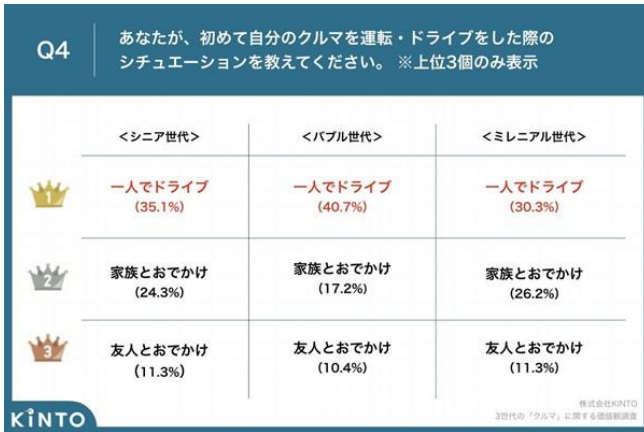 Q4
あなたが、初めて自分のクルマを運転・ドライブをした際の
シチュエーションを教えてください。 ※上位3個のみ表示
＜シニア世代＞ ＜バブル世代＞ ＜ミレニアル世代＞
1 一人でドライブ 一人でドライブ 一人でドライブ
(35.1%) (40.7%) (30.3%)
2 家族とおでかけ 家族とおでかけ 家族とおでかけ
(24.3%) (17.2%) (26.2%)
3 友人とおでかけ 友人とおでかけ 友人とおでかけ
(11.3%) (10.4%) (11.3%)
株式会社KINTO
3世代の「クルマ」に関する価値観調査
KINTO